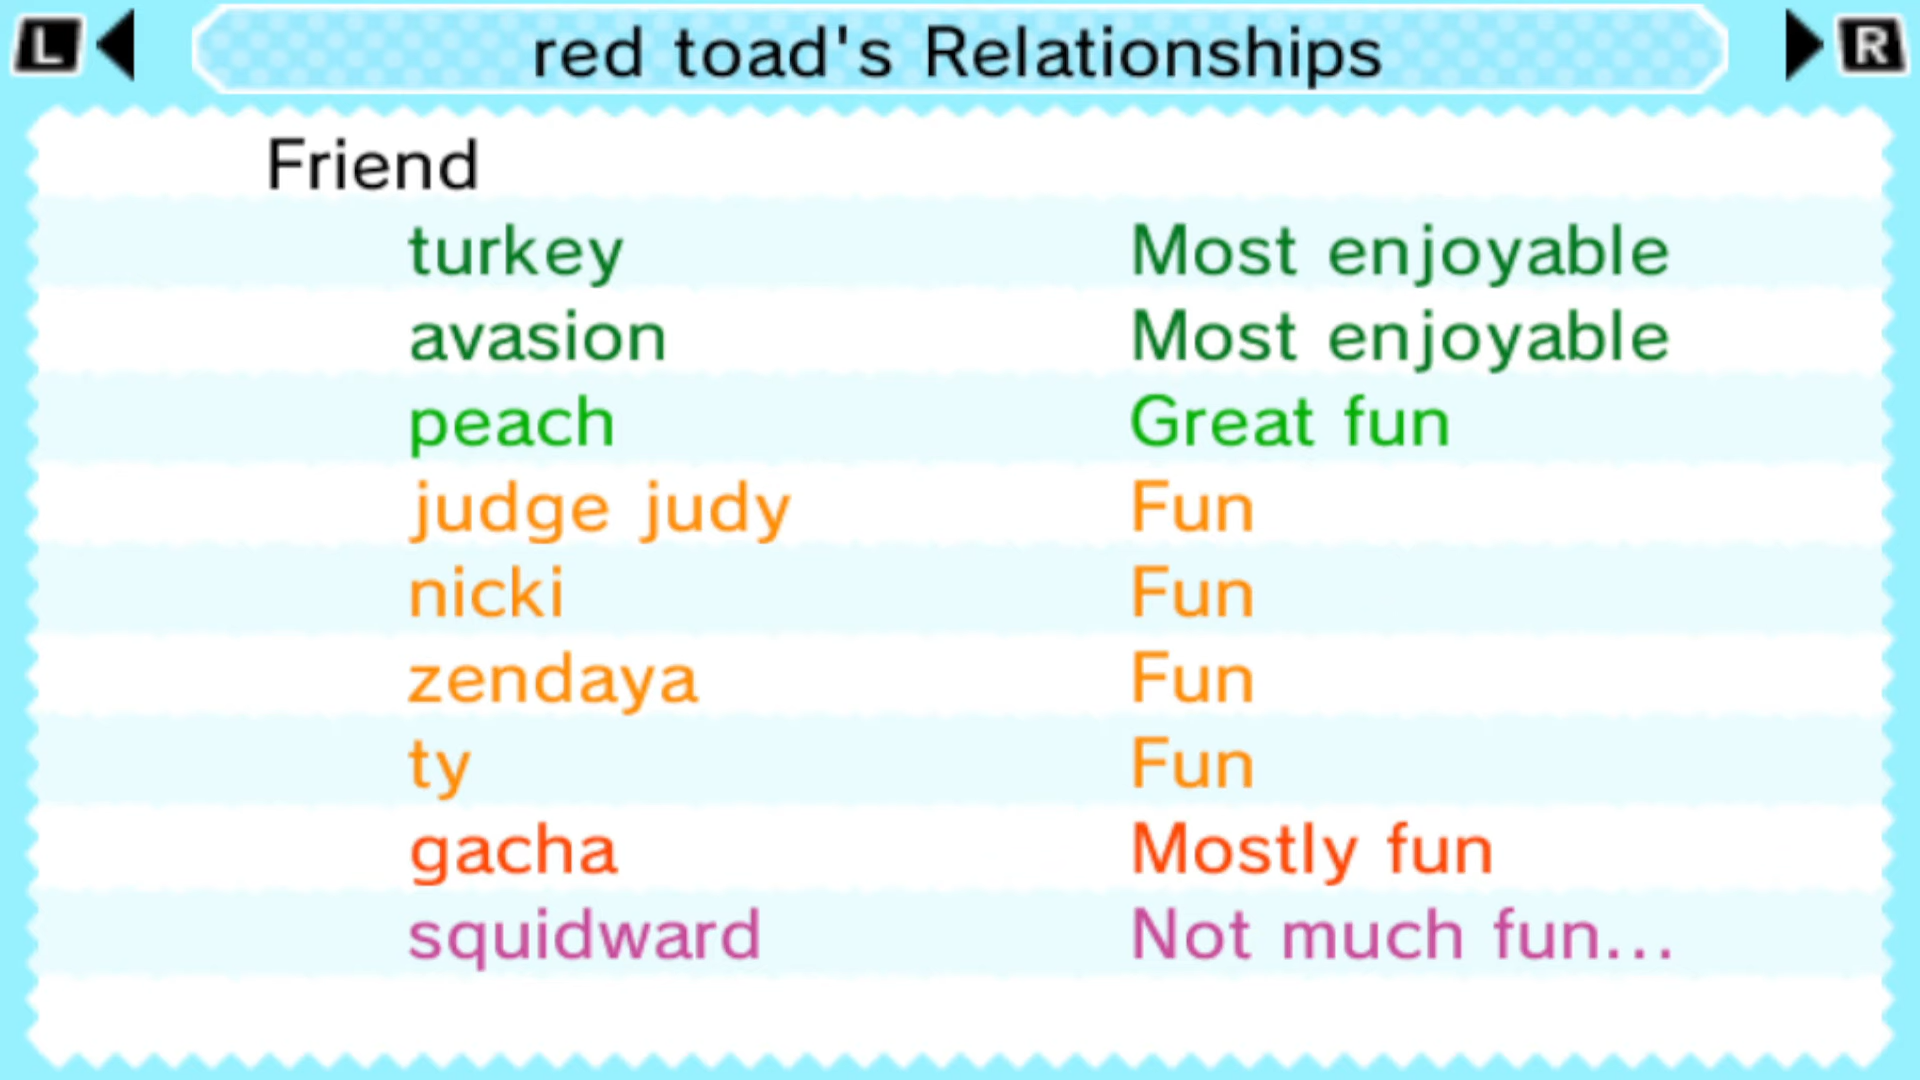 L red toad's Relationships R
Friend
turkey Most enjoyable
avasion Most enjoyable
peach Great fun
judge judy Fun
nicki Fun
zendaya Fun
ty Fun
gacha Mostly fun
squidward Not much fun...